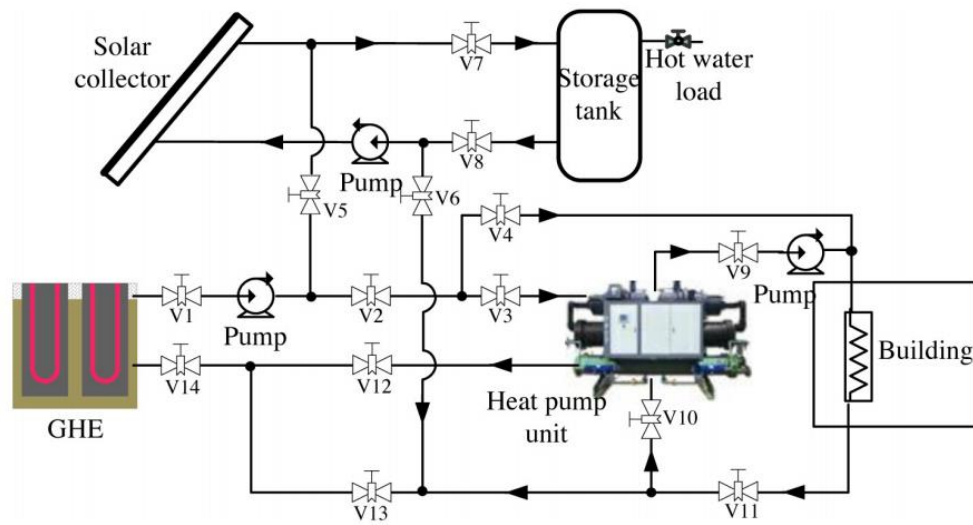 Solar
collector
V7
Storage
tank
Hot water
load
V8
Pump
V5
V6
V4
V9
Pump
V1
Pump
V2
V3
Building
V14
V12
GHE
Heat pump
unit
V10
V13
V11